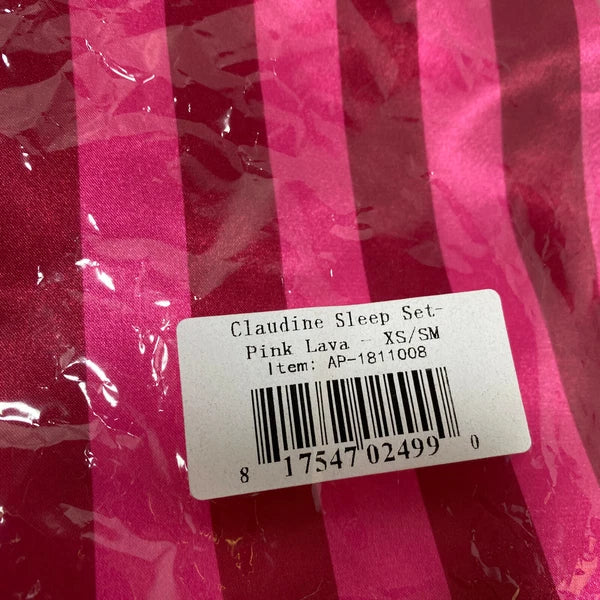 Claudine Sleep Set-
Pink Lava - XS/SM
Item: AP-1811008
8 17547 02499 0